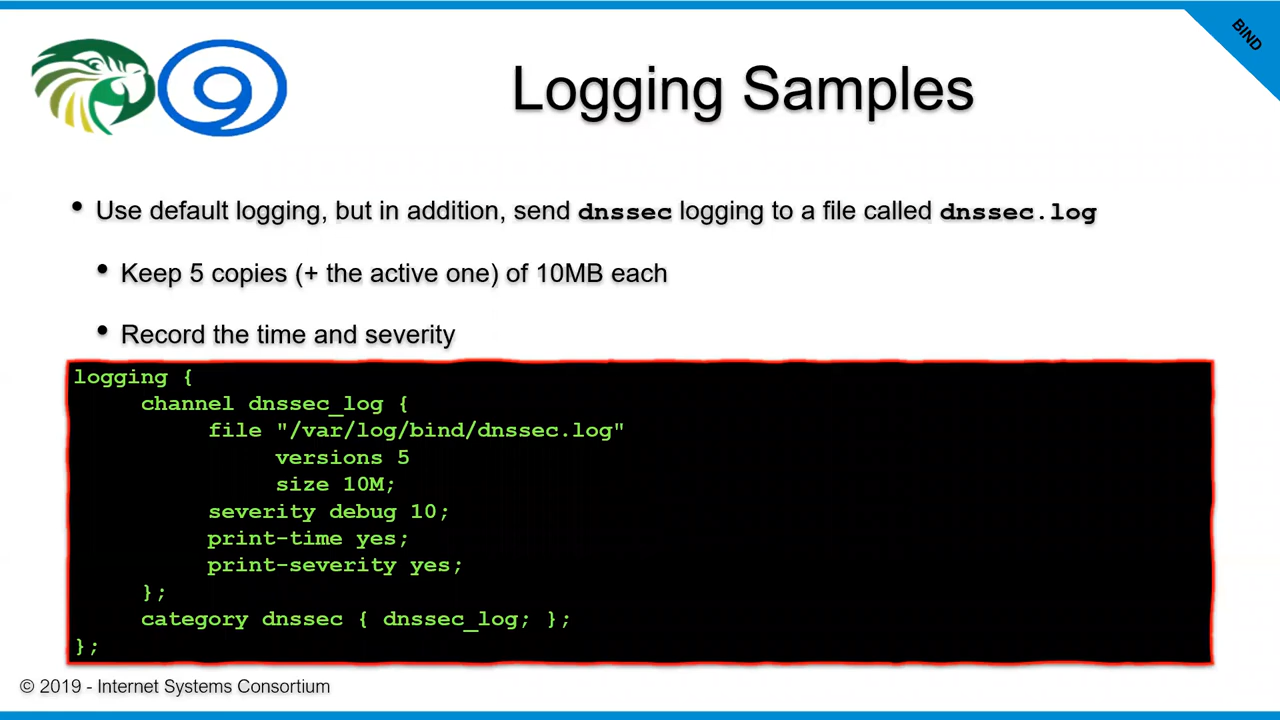 BIND
9
Logging Samples
• Use default logging, but in addition, send dnssec logging to a file called dnssec.log
• Keep 5 copies (+ the active one) of 10MB each
• Record the time and severity
logging {
     channel dnssec_log {
          file "/var/log/bind/dnssec.log"
               versions 5
               size 10M;
          severity debug 10;
          print-time yes;
          print-severity yes;
     };
     category dnssec { dnssec_log; };
};
© 2019 - Internet Systems Consortium